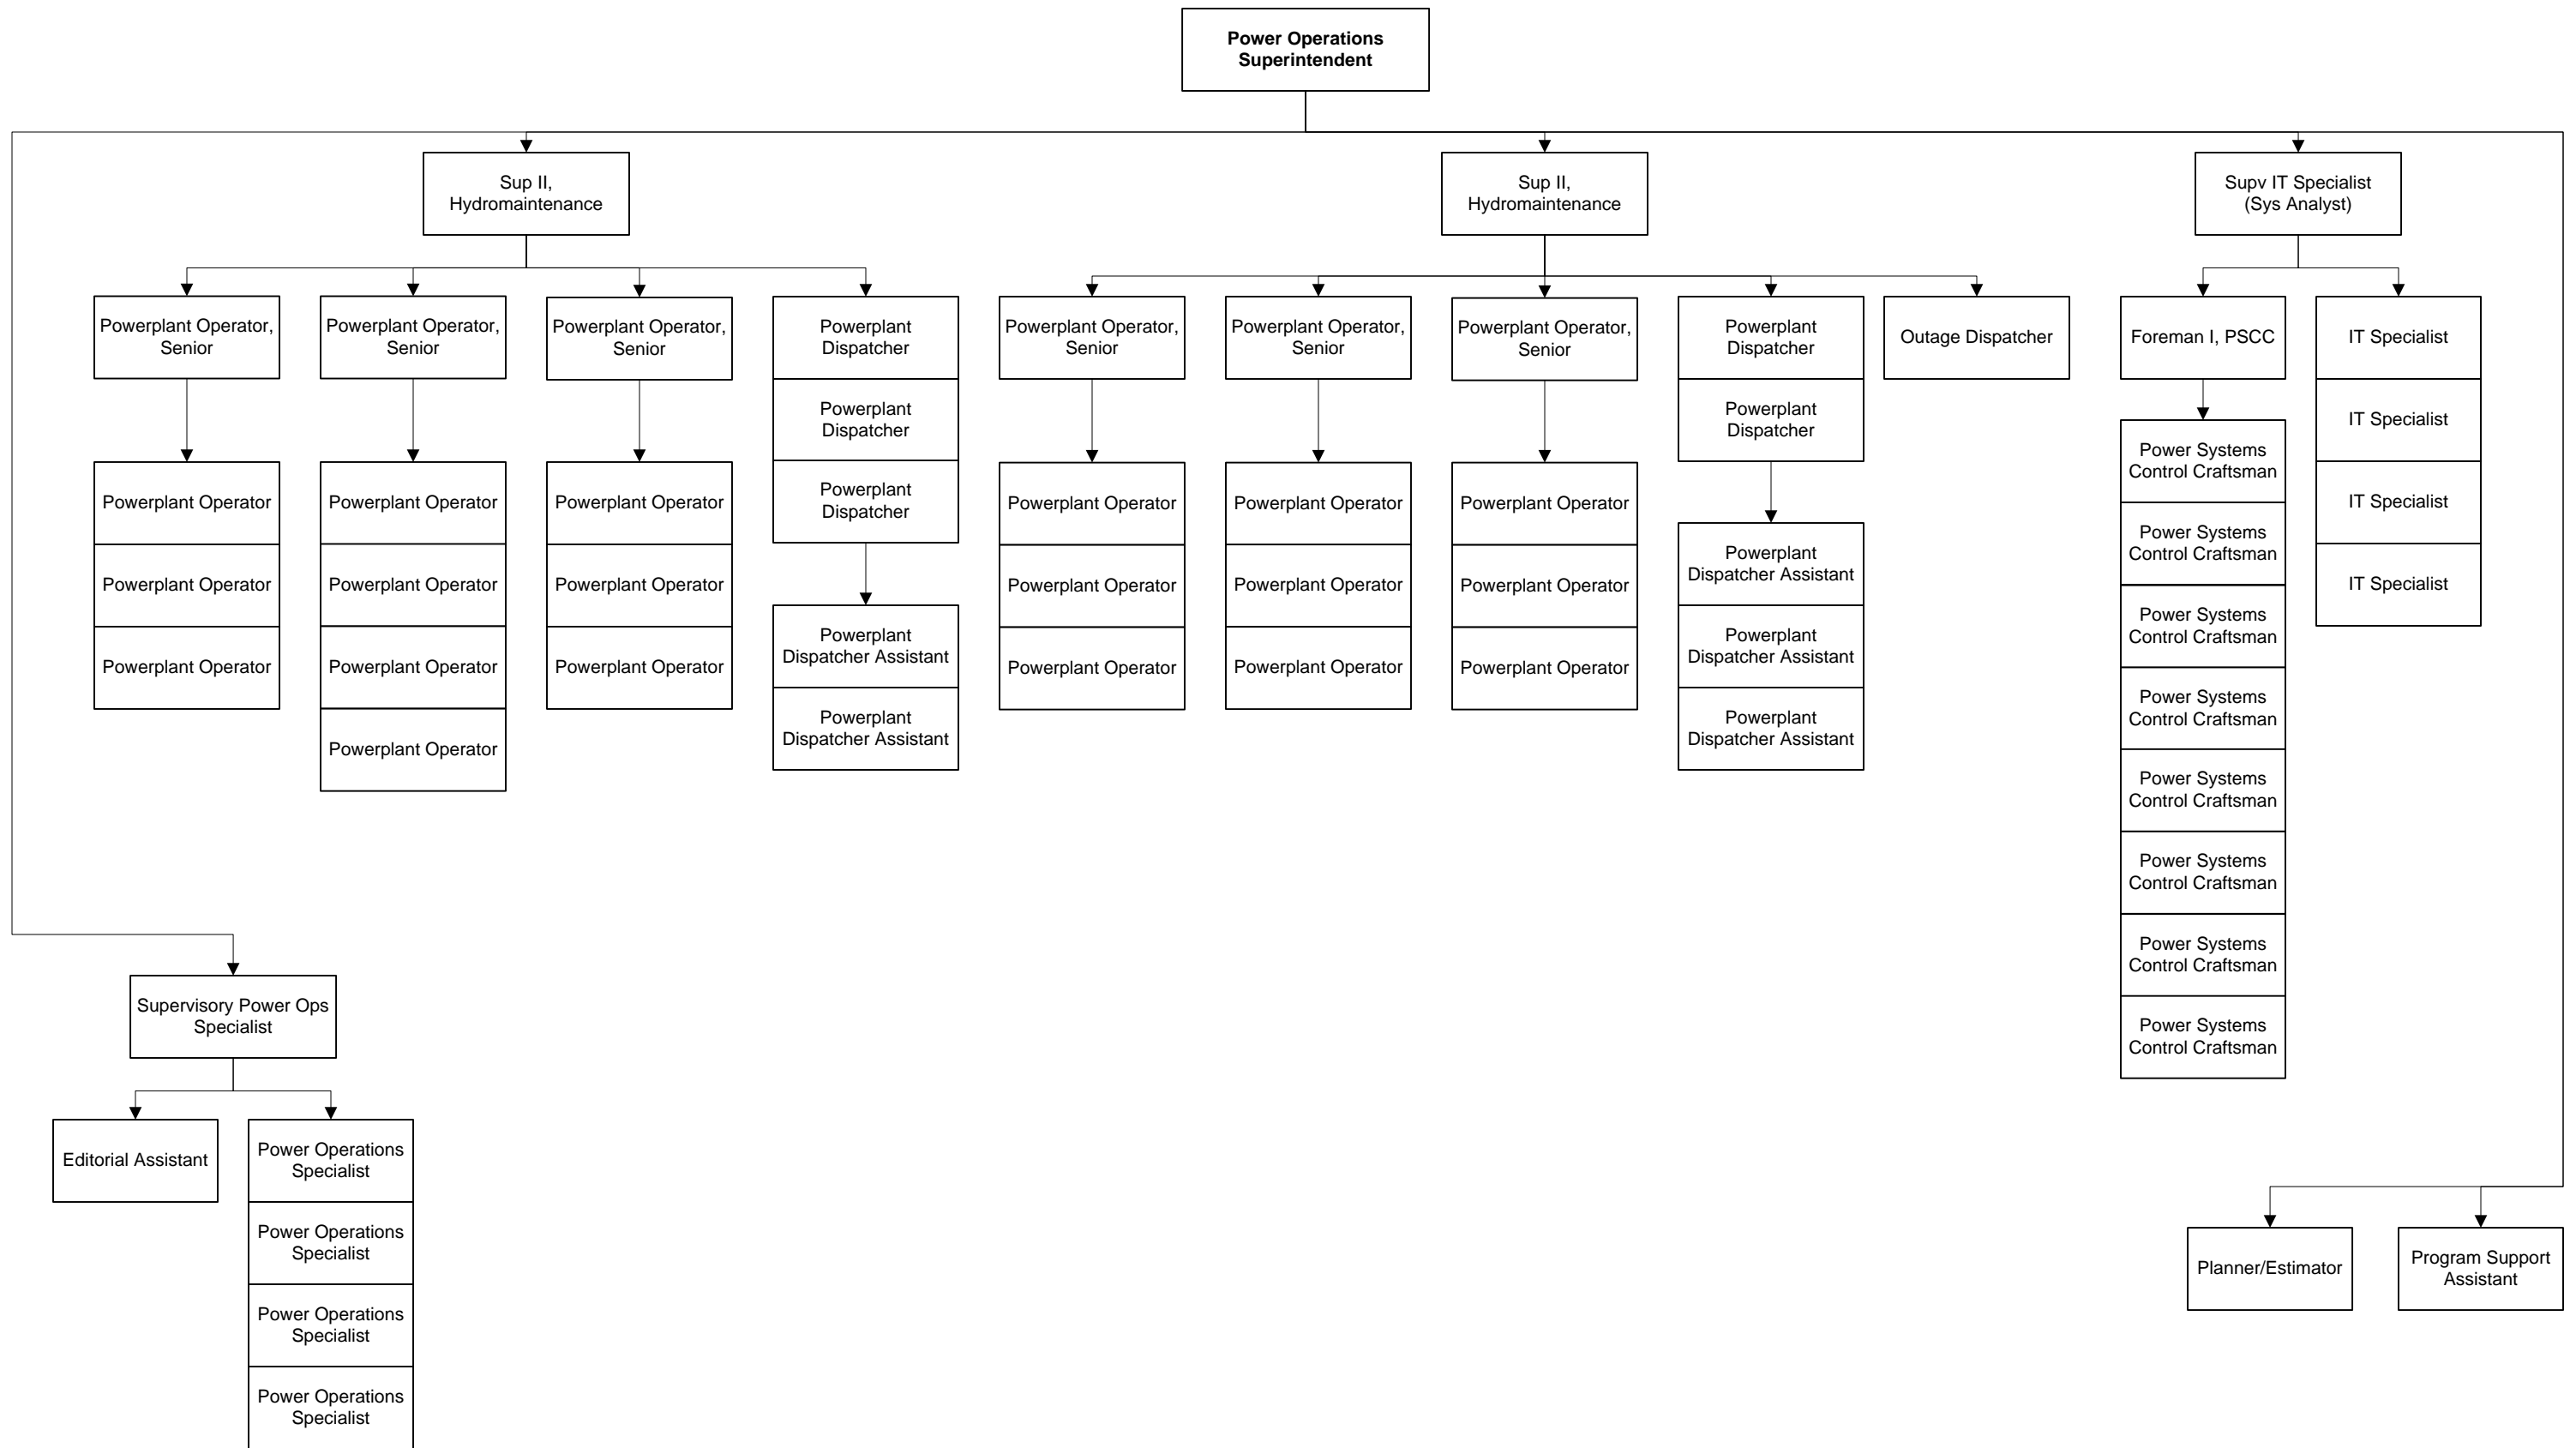 Power Operations
Superintendent
Sup II,
Hydromaintenance
Sup II,
Hydromaintenance
Supv IT Specialist
(Sys Analyst)
Powerplant Operator,
Senior
Powerplant Operator,
Senior
Powerplant Operator,
Senior
Powerplant
Dispatcher
Powerplant Operator,
Senior
Powerplant Operator,
Senior
Powerplant Operator,
Senior
Powerplant
Dispatcher
Outage Dispatcher
Foreman I, PSCC
IT Specialist
Powerplant
Dispatcher
Powerplant
Dispatcher
IT Specialist
Power Systems
Control Craftsman
Powerplant Operator
Powerplant Operator
Powerplant Operator
Powerplant
Dispatcher
Powerplant Operator
Powerplant Operator
Powerplant Operator
IT Specialist
Power Systems
Control Craftsman
Powerplant Operator
Powerplant Operator
Powerplant Operator
Powerplant Operator
Powerplant Operator
Powerplant Operator
Powerplant
Dispatcher Assistant
IT Specialist
Power Systems
Control Craftsman
Powerplant Operator
Powerplant Operator
Powerplant Operator
Powerplant
Dispatcher Assistant
Powerplant Operator
Powerplant Operator
Powerplant Operator
Powerplant
Dispatcher Assistant
Power Systems
Control Craftsman
Powerplant Operator
Powerplant
Dispatcher Assistant
Powerplant
Dispatcher Assistant
Power Systems
Control Craftsman
Power Systems
Control Craftsman
Power Systems
Control Craftsman
Power Systems
Control Craftsman
Supervisory Power Ops
Specialist
Editorial Assistant
Power Operations
Specialist
Power Operations
Specialist
Power Operations
Specialist
Power Operations
Specialist
Planner/Estimator
Program Support
Assistant